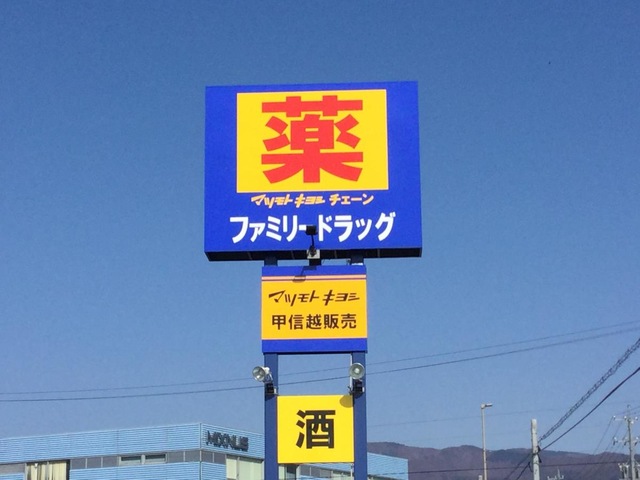 薬
マツモトキヨシ チェーン
ファミリードラッグ
マツモトキヨシ
甲信越販売
酒